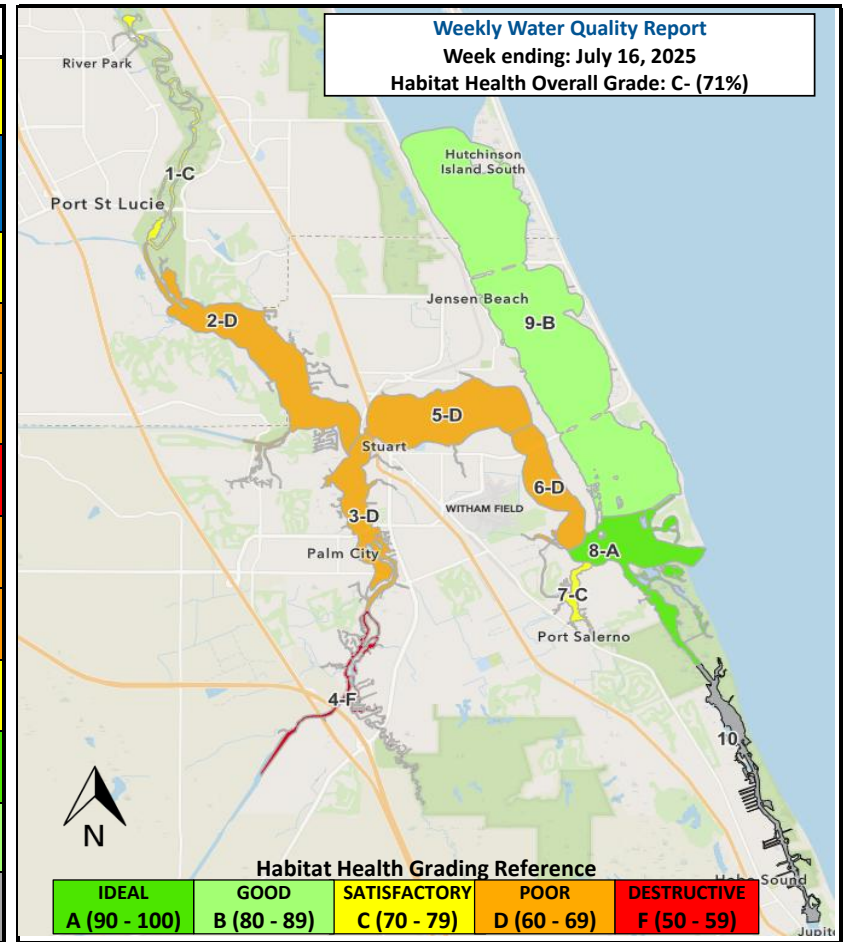 Weekly Water Quality Report
Week ending: July 16, 2025
Habitat Health Overall Grade: C- (71%)
River Park
Hutchinson
Island South
1-C
Port St Lucie
Jensen Beach
2-D
9-B
5-D
Stuart
6-D
WITHAM FIELD
3-D
Palm City
8-A
7-C
Port Salerno
4-F
10
N
Habitat Health Grading Reference
Hobe Sound
IDEAL GOOD SATISFACTORY POOR DESTRUCTIVE
A (90 - 100) B (80 - 89) C (70 - 79) D (60 - 69) F (50 - 59)
Jupit